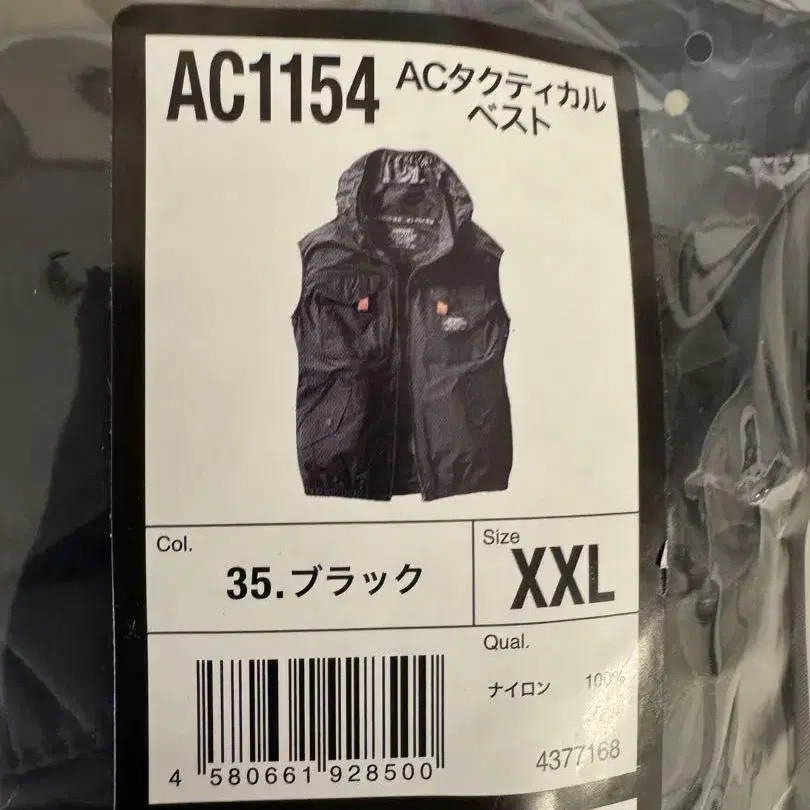 AC1154 ACタクティカル
ベスト
Col.
35.ブラック
Size
XXL
Qual.
ナイロン 100%
4377168
4 580661 928500